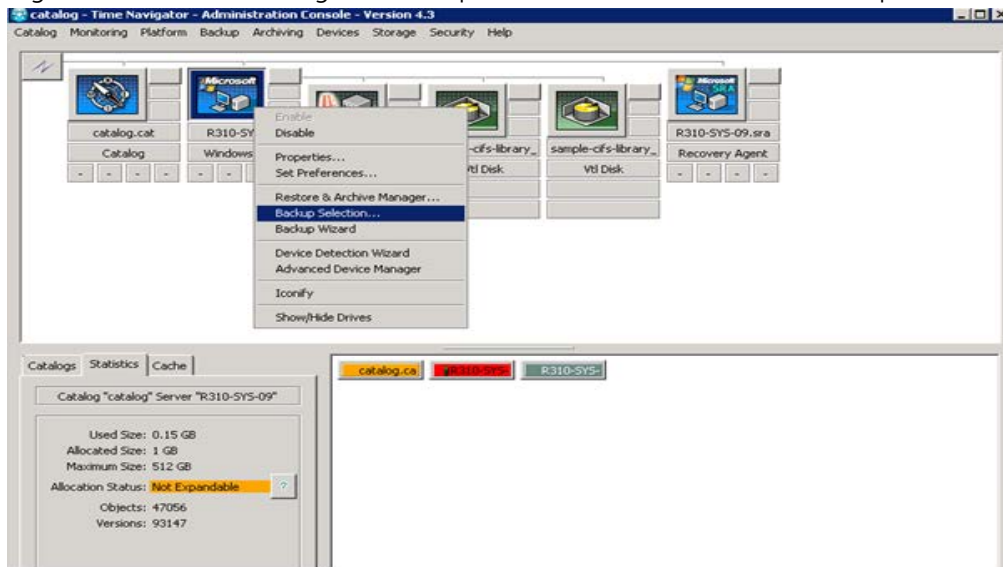 catalog - Time Navigator - Administration Console - Version 4.3
Catalog Monitoring Platform Backup Archiving Devices Storage Security Help
Microsoft
Microsoft
SRA
catalog.cat
R310-SY
-cifs-library_
sample-cifs-library_
R310-SYS-09.sra
Catalog
Windows
Vtl Disk
Recovery Agent
Enable
Disable
Properties...
Set Preferences...
Restore & Archive Manager...
Backup Selection...
Backup Wizard
Device Detection Wizard
Advanced Device Manager
Iconify
Show/Hide Drives
Catalogs Statistics Cache
Catalog "catalog" Server "R310-SYS-09"
Used Size: 0.15 GB
Allocated Size: 1 GB
Maximum Size: 512 GB
Allocation Status: Not Expandable ?
Objects: 47056
Versions: 93147
catalog.ca
R310-SYS-
R310-SYS-